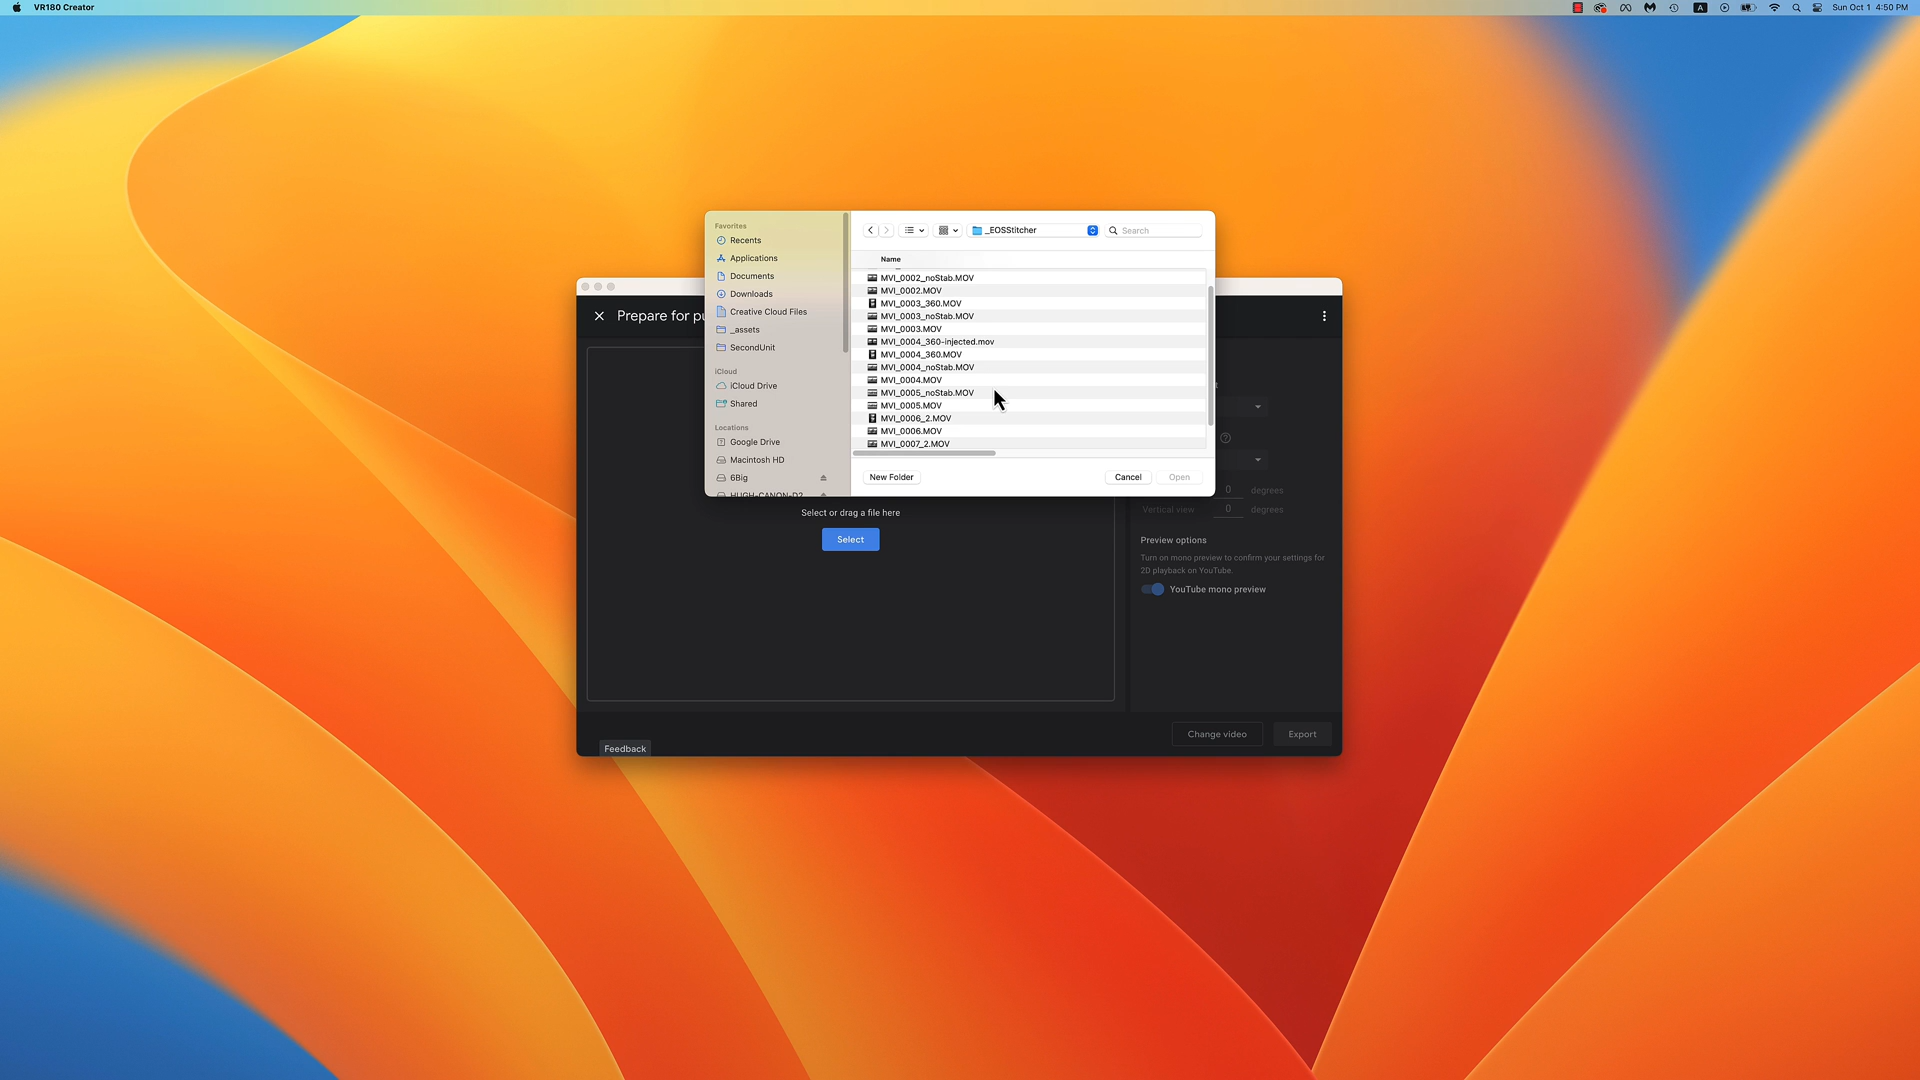 VR180 Creator
A
Sun Oct 1 4:50 PM
Favorites
Recents
Applications
Documents
Downloads
Creative Cloud Files
_assets
SecondUnit
iCloud
iCloud Drive
Shared
Locations
Google Drive
Macintosh HD
6Big
HUGH-CANON-D2
_EOSStitcher
Search
Name
MVI_0002_noStab.MOV
MVI_0002.MOV
MVI_0003_360.MOV
MVI_0003_noStab.MOV
MVI_0003.MOV
MVI_0004_360-injected.mov
MVI_0004_360.MOV
MVI_0004_noStab.MOV
MVI_0004.MOV
MVI_0005_noStab.MOV
MVI_0005.MOV
MVI_0006_2.MOV
MVI_0006.MOV
MVI_0007_2.MOV
New Folder
Cancel
Open
Prepare for pu
Select or drag a file here
Select
0 degrees
Vertical view 0 degrees
Preview options
Turn on mono preview to confirm your settings for
2D playback on YouTube.
YouTube mono preview
Change video
Export
Feedback